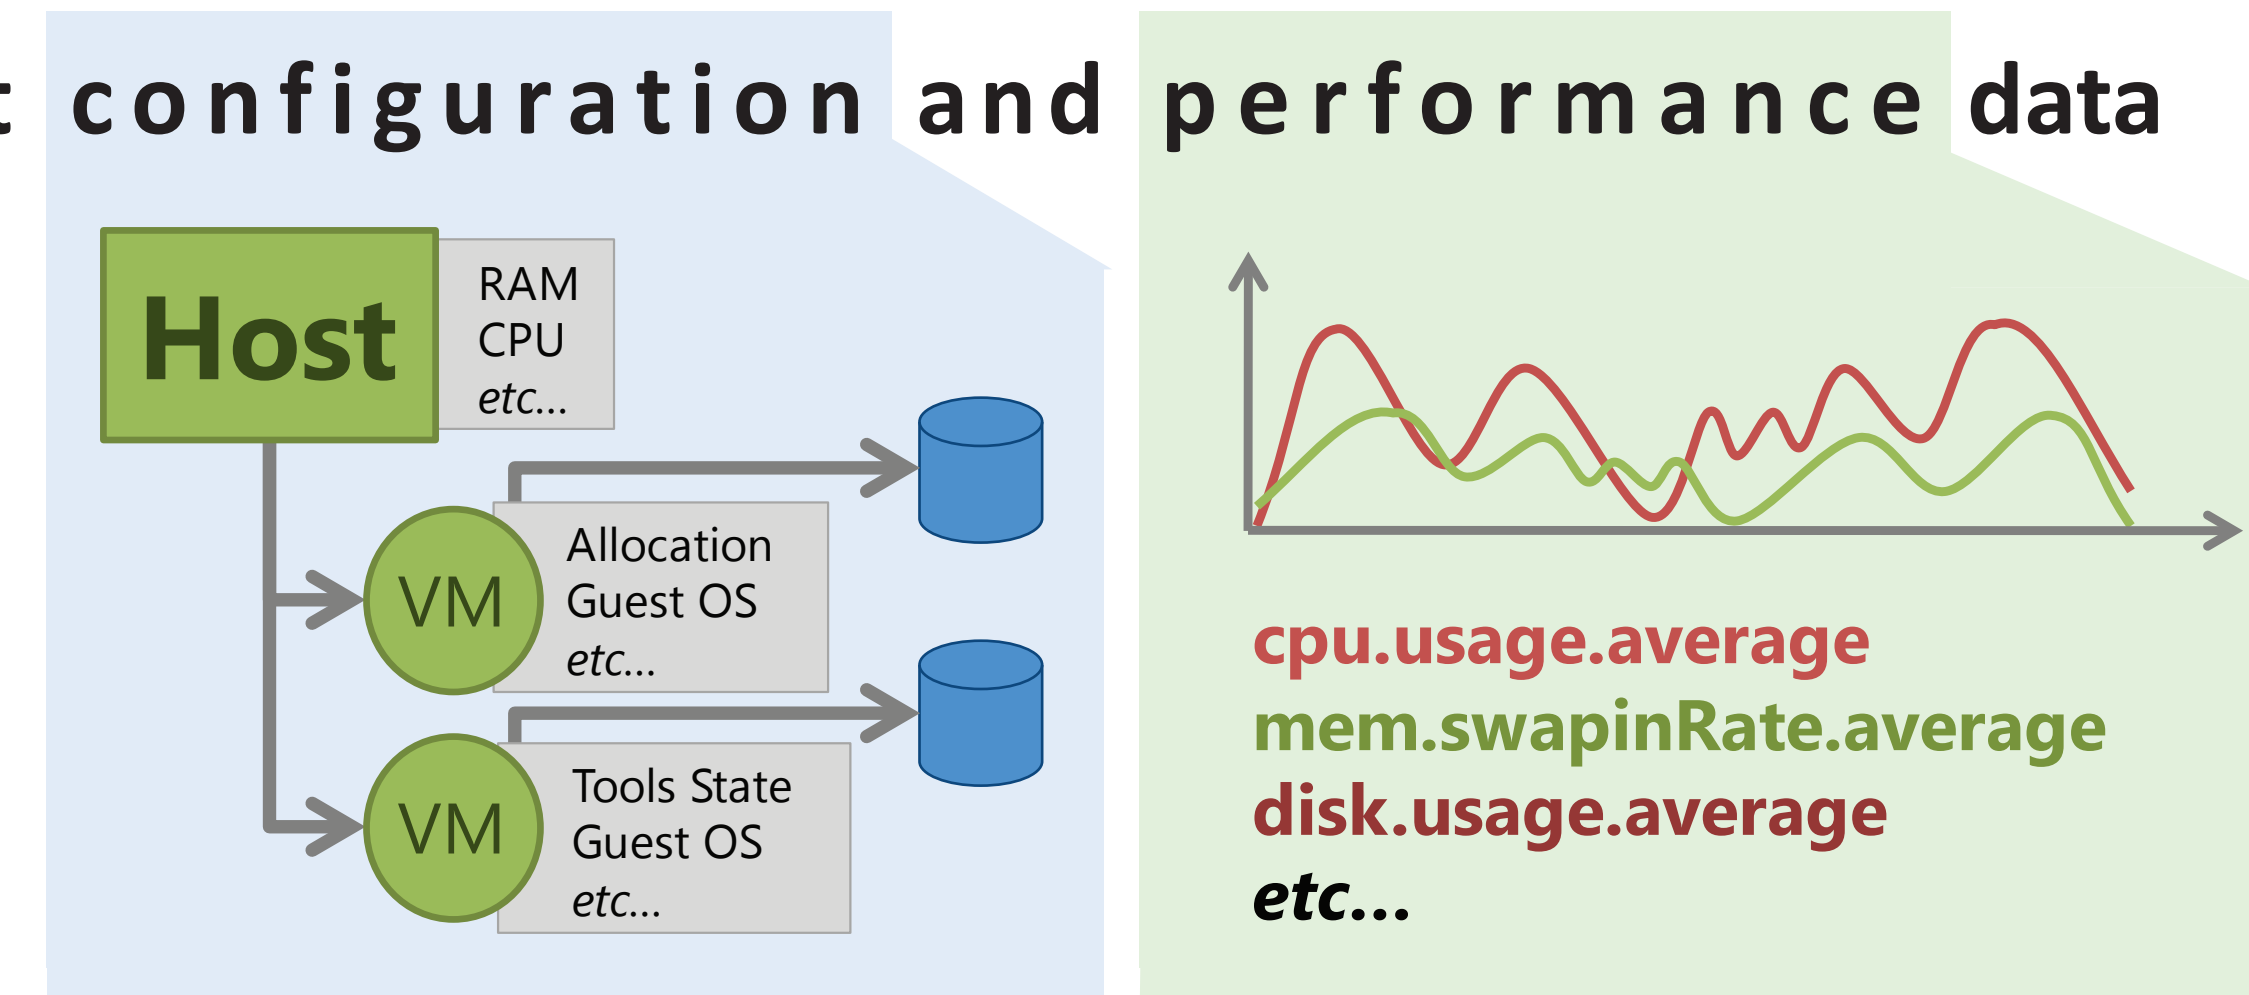 t configuration and performance data
Host
RAM
CPU
etc...
VM
Allocation
Guest OS
etc...
VM
Tools State
Guest OS
etc...
cpu.usage.average
mem.swapinRate.average
disk.usage.average
etc...